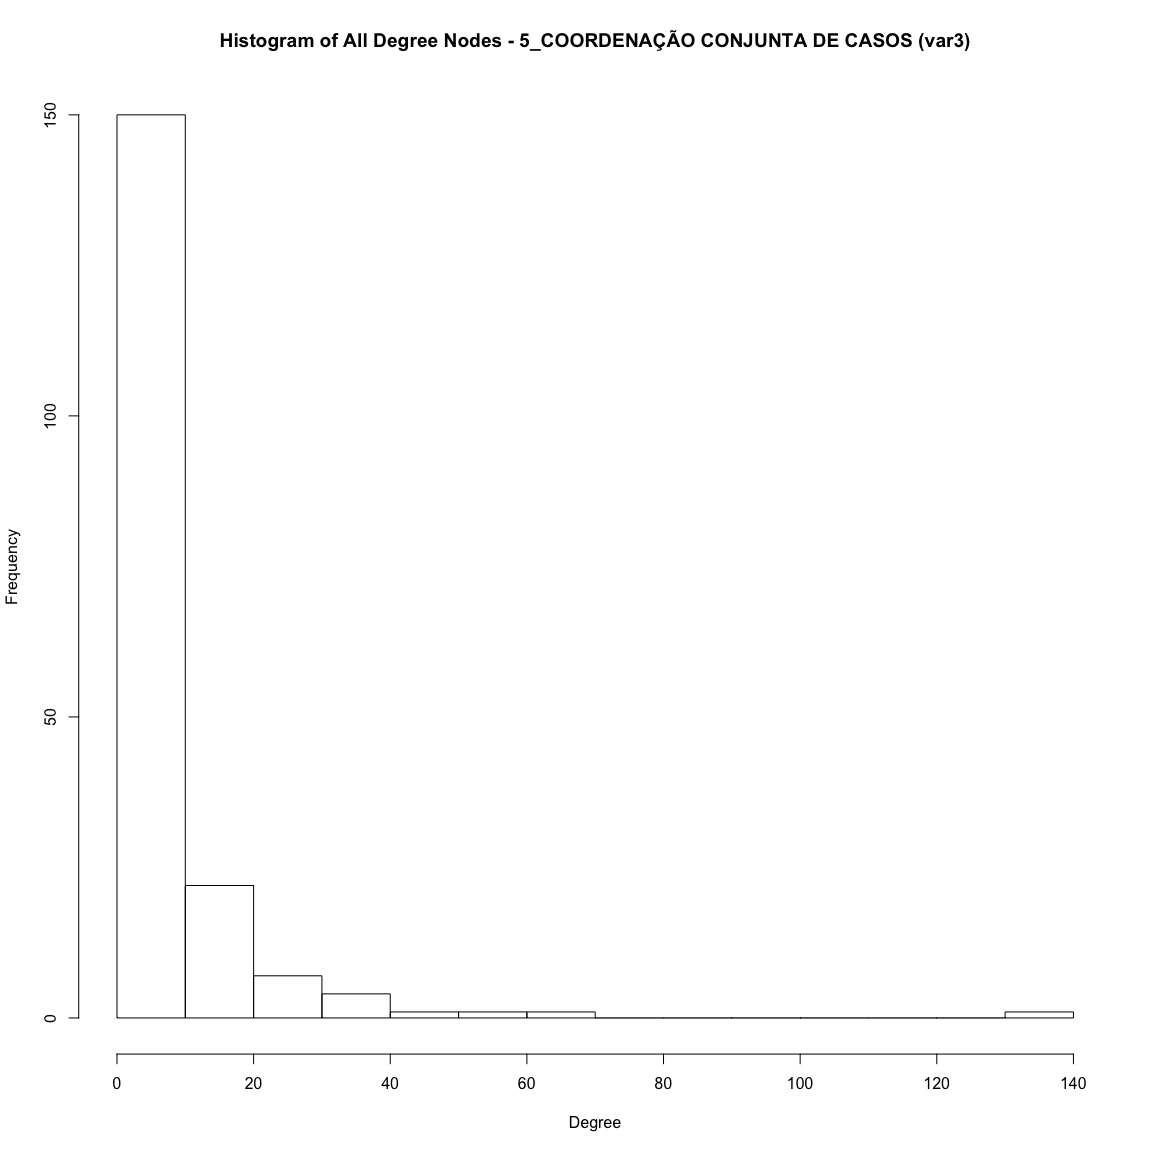 Histogram of All Degree Nodes - 5_COORDENAÇÃO CONJUNTA DE CASOS (var3)
150
100
50
0
Frequency
0 20 40 60 80 100 120 140
Degree